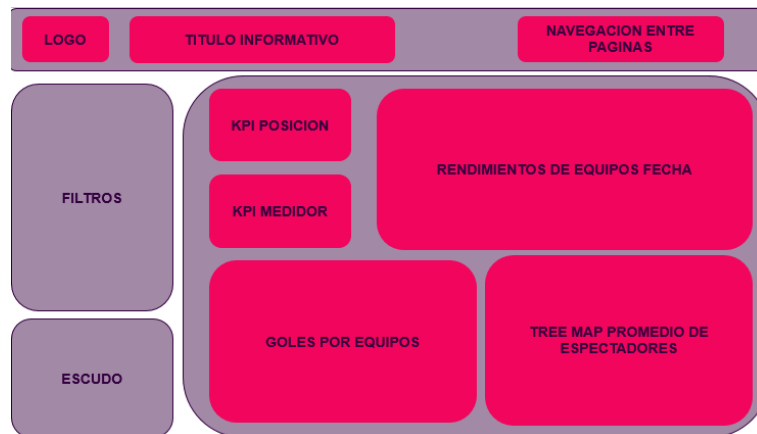 LOGO
TITULO INFORMATIVO
NAVEGACION ENTRE
PAGINAS
FILTROS
KPI POSICION
KPI MEDIDOR
RENDIMIENTOS DE EQUIPOS FECHA
ESCUDO
GOLES POR EQUIPOS
TREE MAP PROMEDIO DE
ESPECTADORES